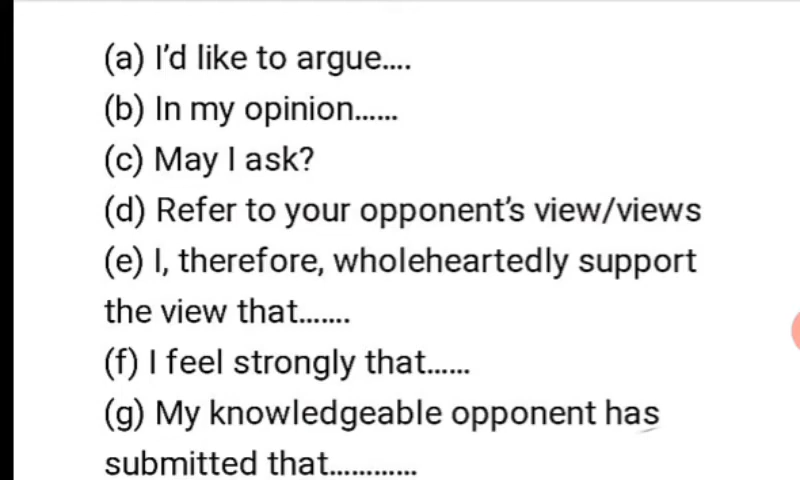 (a) I'd like to argue....
(b) In my opinion......
(c) May I ask?
(d) Refer to your opponent's view/views
(e) I, therefore, wholeheartedly support
the view that.......
(f) I feel strongly that......
(g) My knowledgeable opponent has
submitted that............